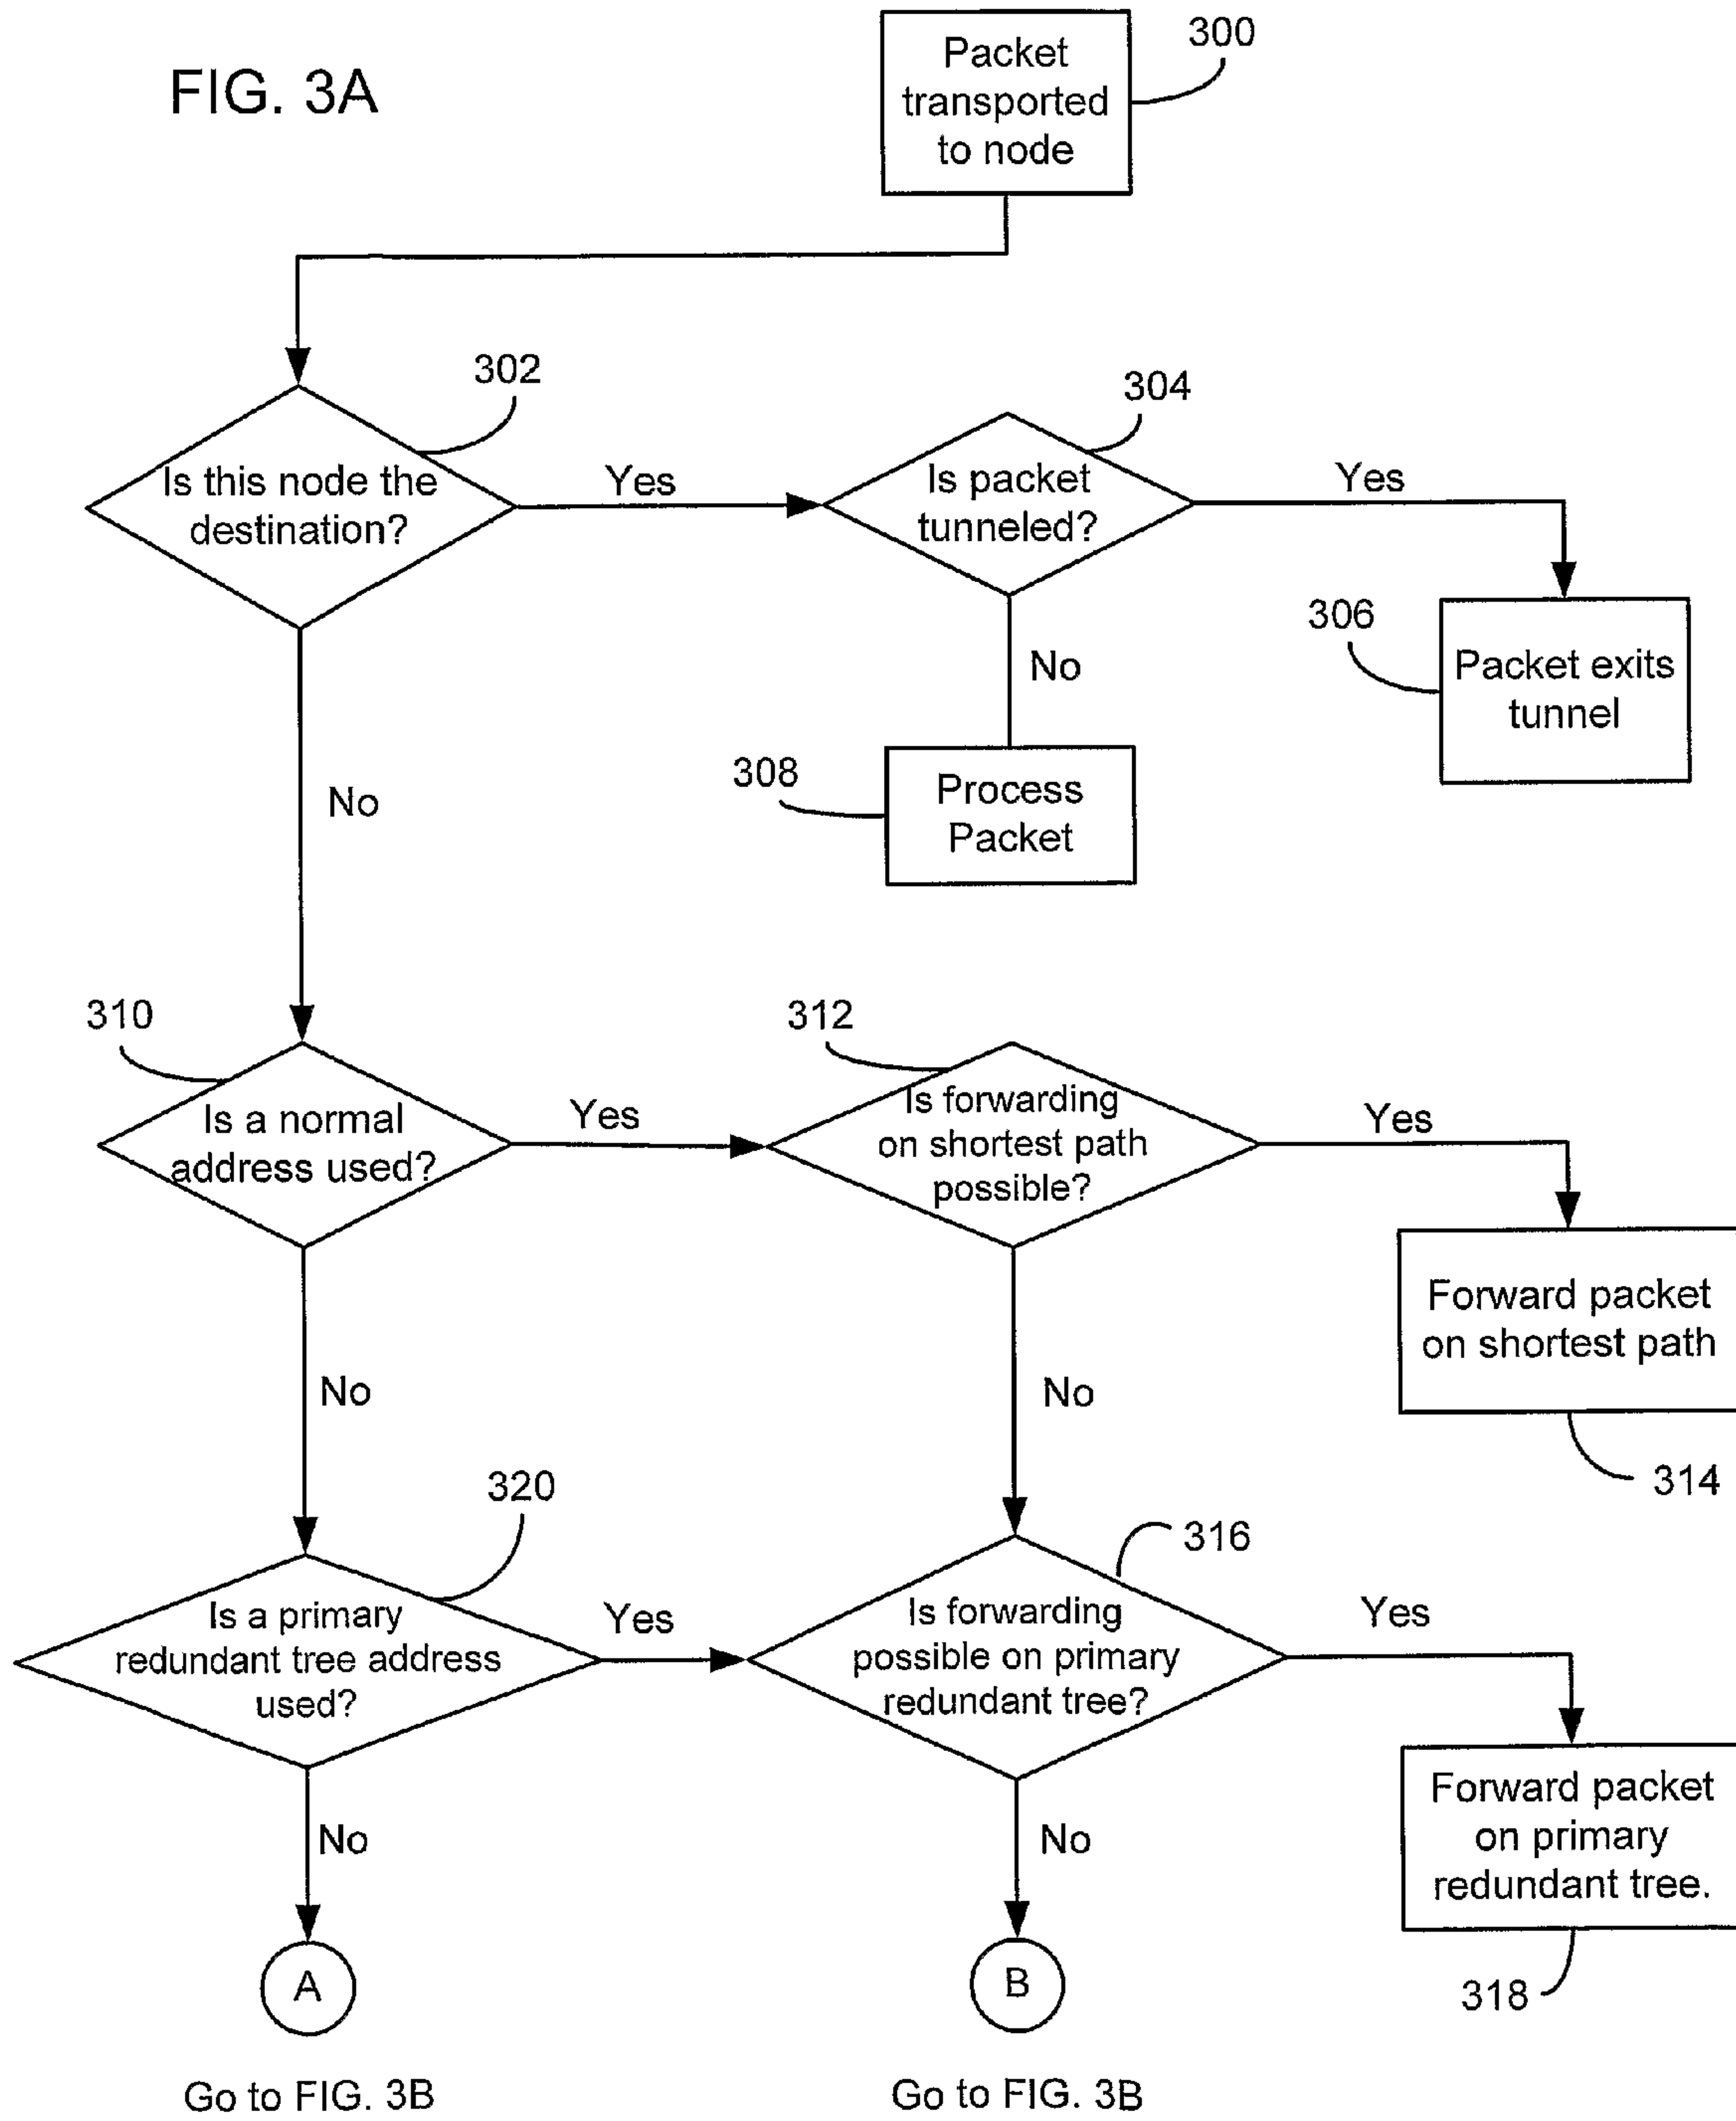 FIG. 3A
Packet
transported
to node
300
302
Is this node the
destination?
Yes
304
Is packet
tunneled?
Yes
306
Packet exits
tunnel
No
308
Process
Packet
No
310
Is a normal
address used?
Yes
312
Is forwarding
on shortest path
possible?
Yes
Forward packet
on shortest path
314
No
No
320
Is a primary
redundant tree address
used?
Yes
316
Is forwarding
possible on primary
redundant tree?
Yes
Forward packet
on primary
redundant tree.
318
No
No
A
B
Go to FIG. 3B
Go to FIG. 3B